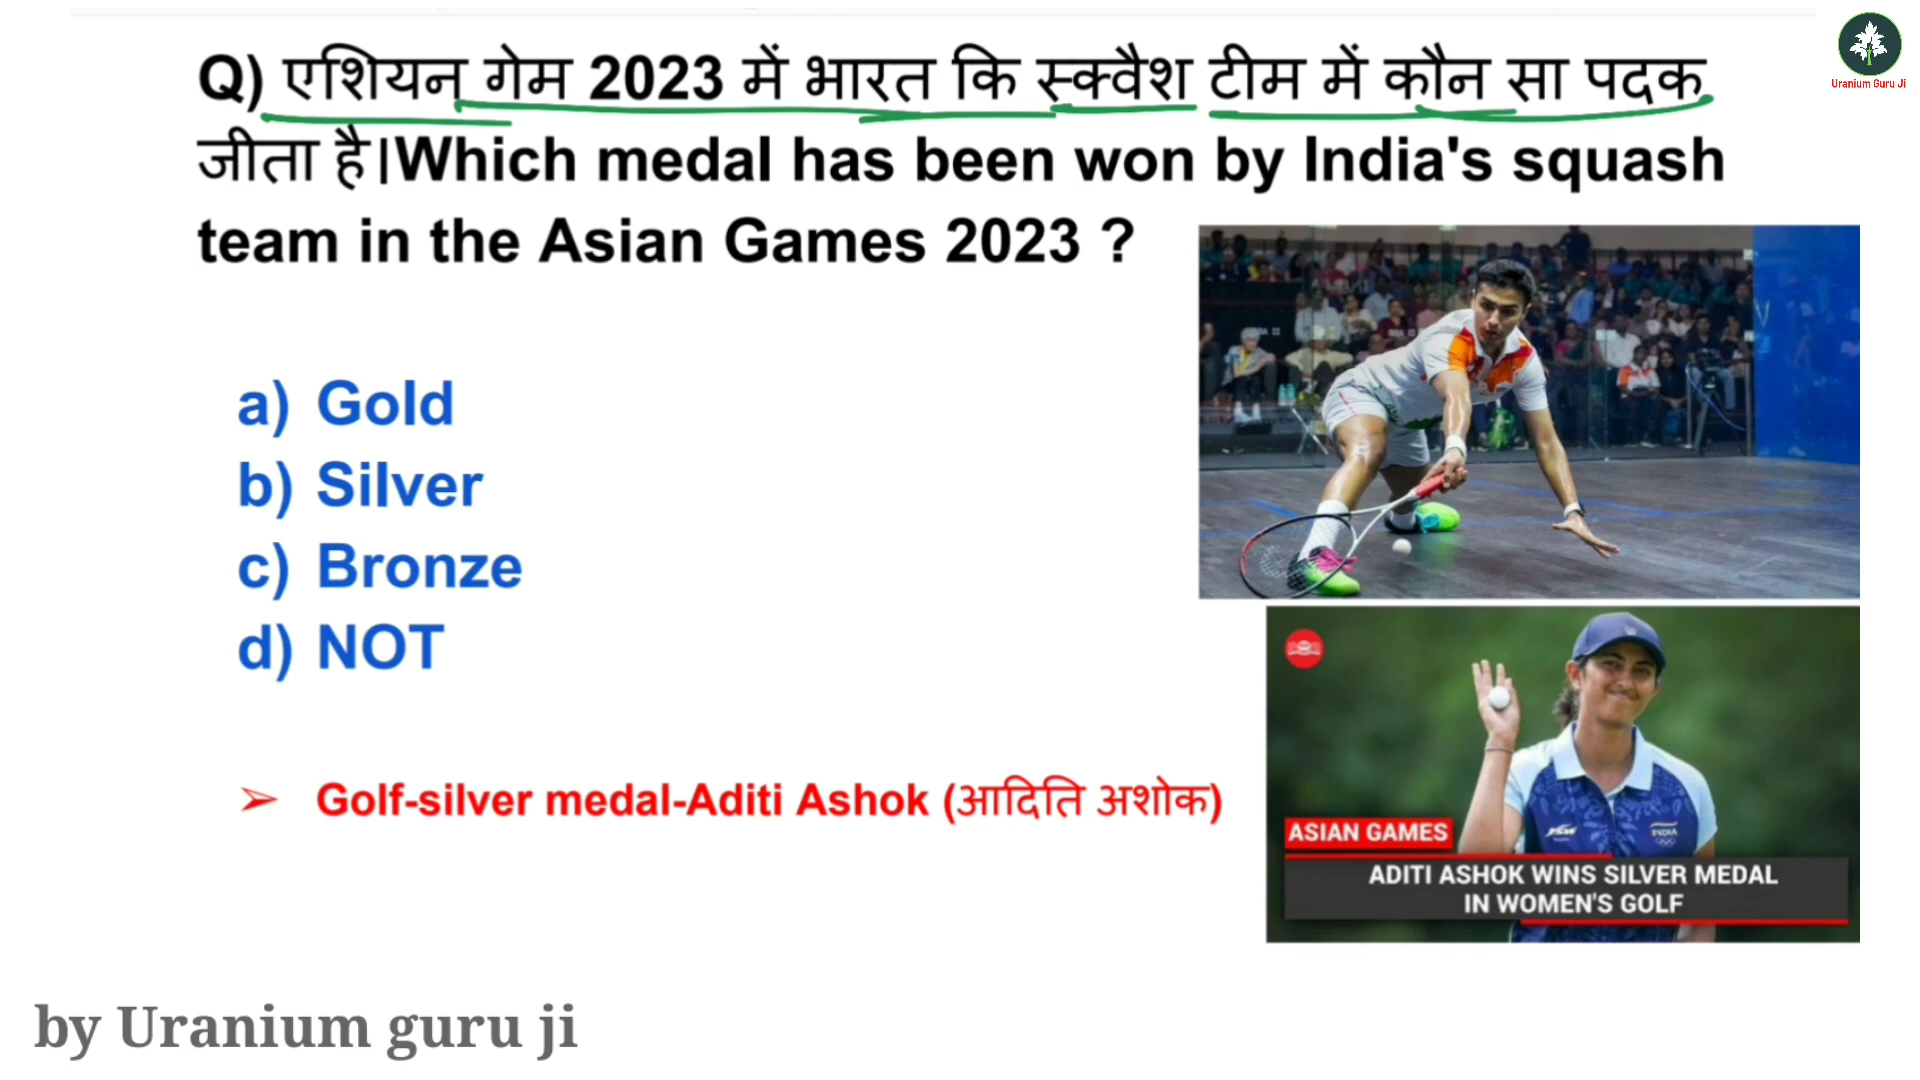 Q) एशियन गेम 2023 में भारत कि स्क्वैश टीम में कौन सा पदक
जीता है।Which medal has been won by India's squash
team in the Asian Games 2023 ?
a) Gold
b) Silver
c) Bronze
d) NOT
➢ Golf-silver medal-Aditi Ashok (आदिति अशोक)
Uranium Guru Ji
JSW
INDIA
ASIAN GAMES
ADITI ASHOK WINS SILVER MEDAL
IN WOMEN'S GOLF
by Uranium guru ji